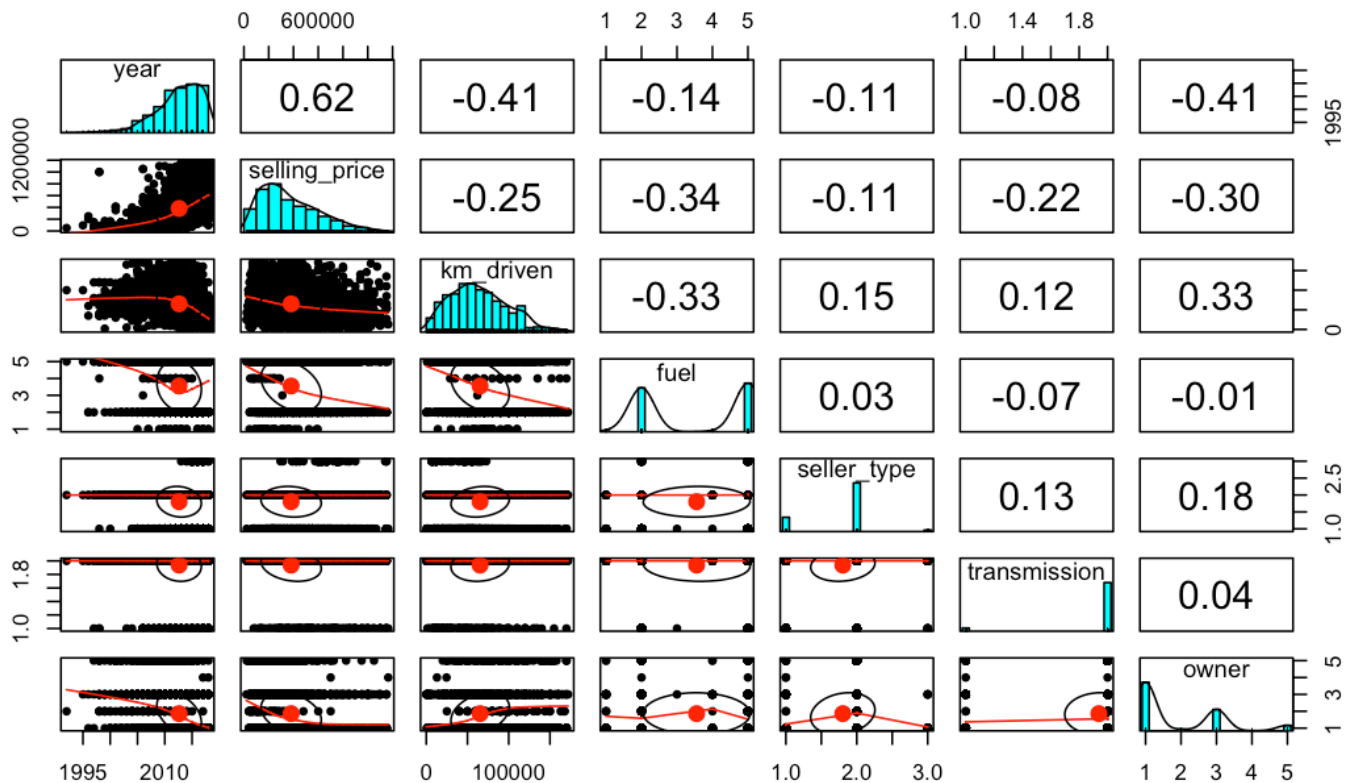 0 600000
1 2 3 4 5
1.0 1.4 1.8
year
0.62
-0.41
-0.14
-0.11
-0.08
-0.41
1995
0 1200000
selling_price
-0.25
-0.34
-0.11
-0.22
-0.30
km_driven
-0.33
0.15
0.12
0.33
0
1 3 5
fuel
0.03
-0.07
-0.01
seller_type
0.13
0.18
1.0 2.5
1.0 1.8
transmission
0.04
owner
1 3 5
1995 2010
0 100000
1.0 2.0 3.0
1 2 3 4 5